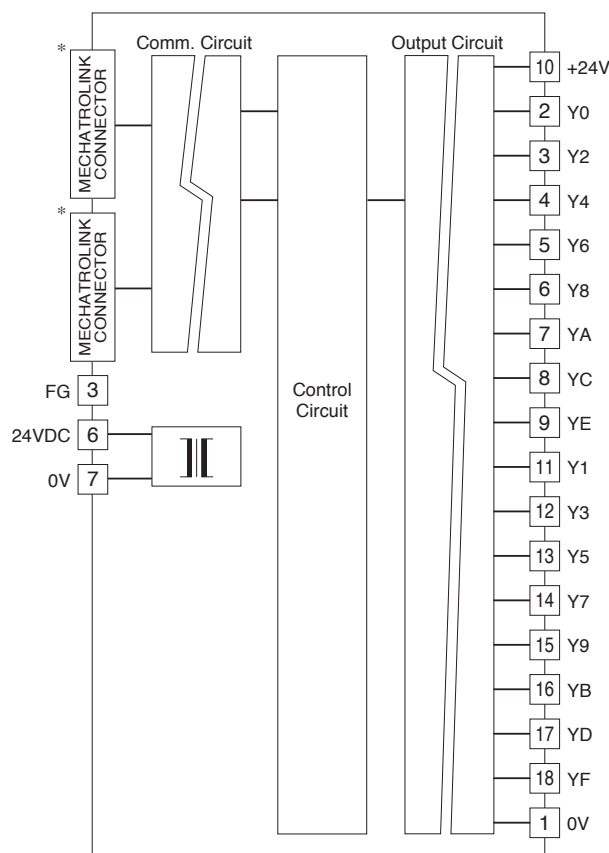 Comm. Circuit
Output Circuit
*
MECHATROLINK
CONNECTOR
*
MECHATROLINK
CONNECTOR
FG 3
24VDC 6
0V 7
Control
Circuit
10 +24V
2 Y0
3 Y2
4 Y4
5 Y6
6 Y8
7 YA
8 YC
9 YE
11 Y1
12 Y3
13 Y5
14 Y7
15 Y9
16 YB
17 YD
18 YF
1 0V